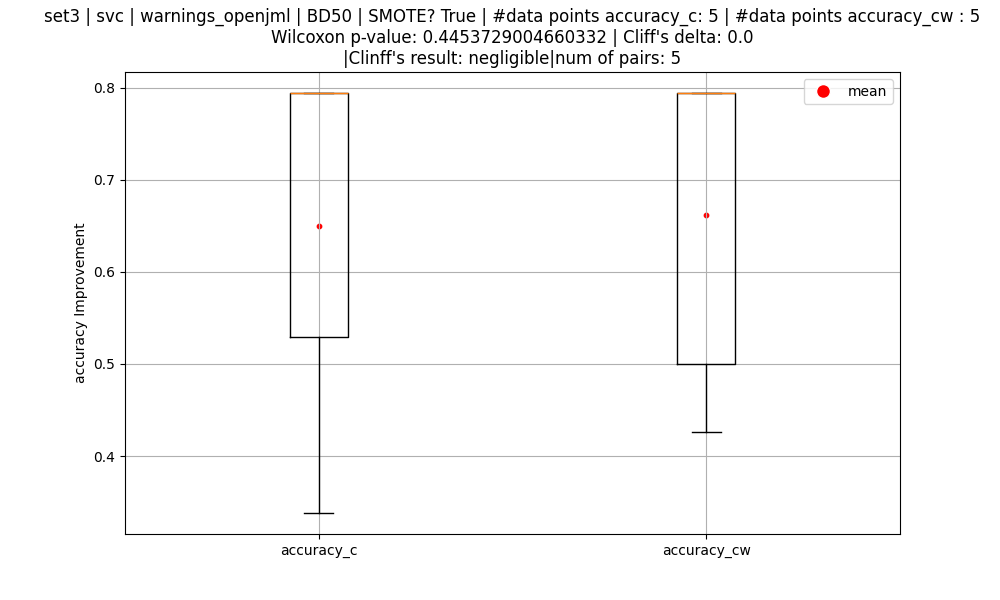 set3 | svc | warnings_openjml | BD50 | SMOTE? True | #data points accuracy_c: 5 | #data points accuracy_cw : 5
Wilcoxon p-value: 0.4453729004660332 | Cliff's delta: 0.0
|Clinff's result: negligible|num of pairs: 5
mean
0.8
0.7
0.6
0.5
0.4
accuracy Improvement
accuracy_c
accuracy_cw